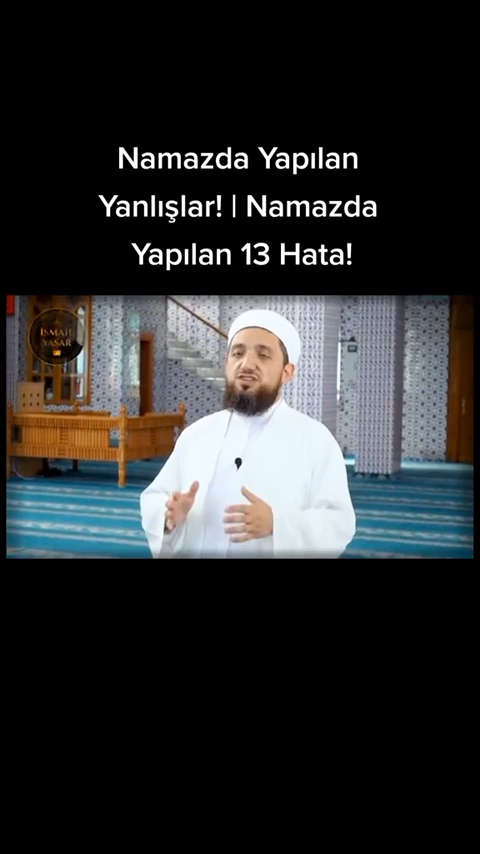 Namazda Yapılan
Yanlışlar! | Namazda
Yapılan 13 Hata!
İSMAİL
YAŞAR